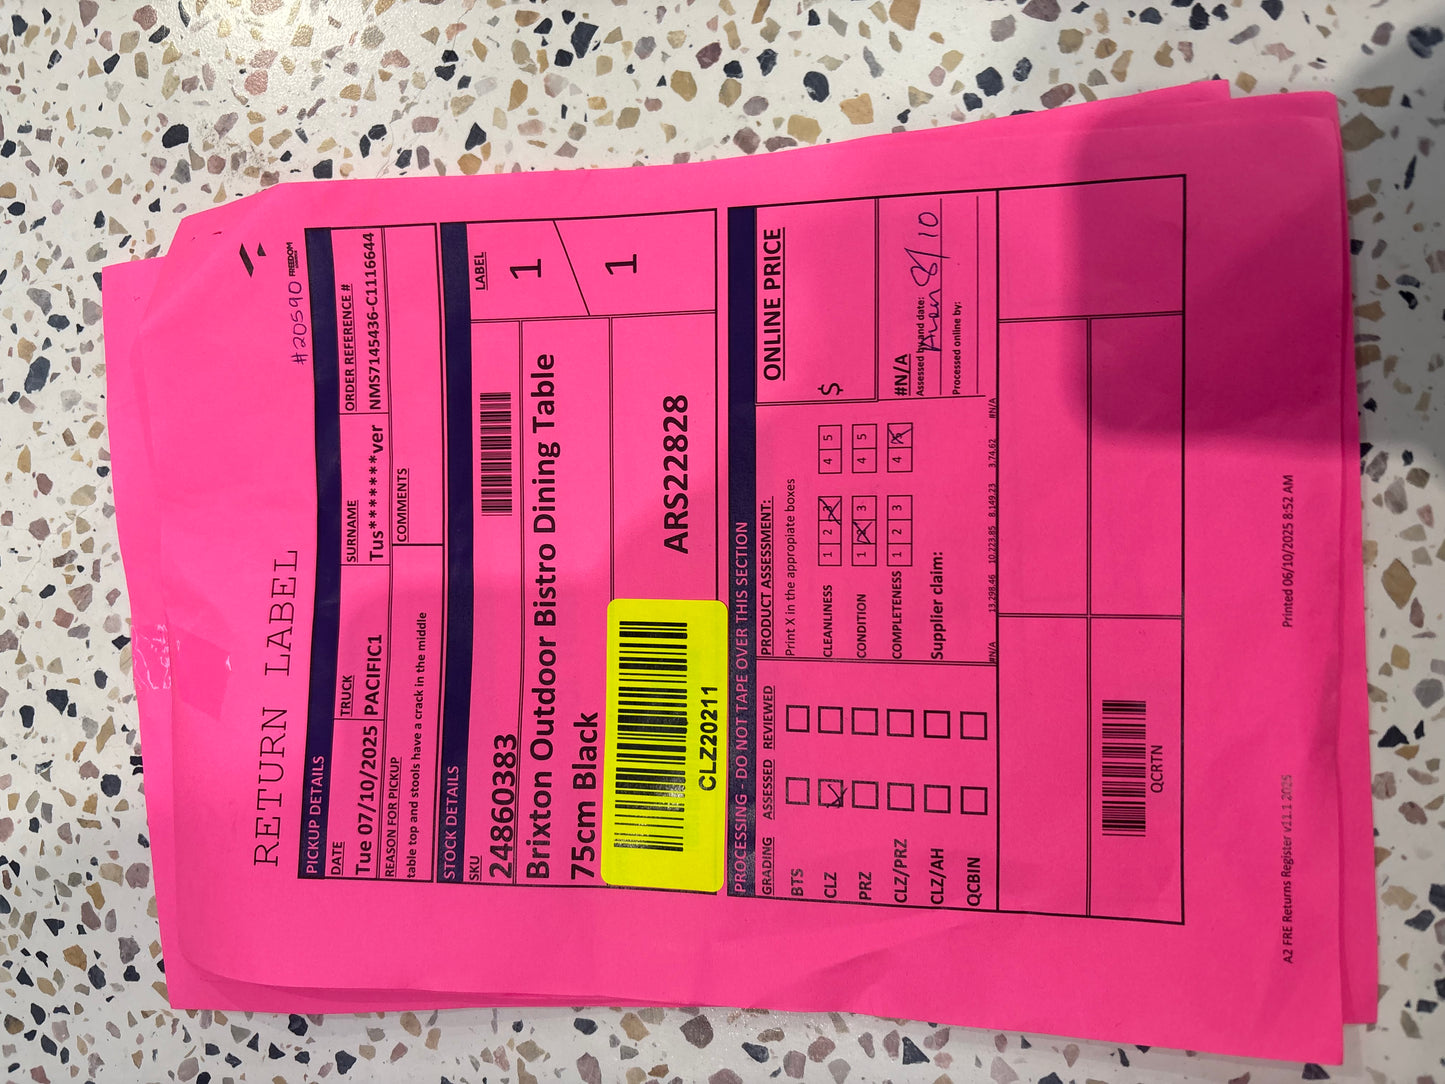 #20590
FREEDOM
RETURN LABEL
PICKUP DETAILS
DATE TRUCK SURNAME ORDER REFERENCE #
Tue 07/10/2025 PACIFIC1 Tus********ver NMS7145436-C1116644
REASON FOR PICKUP COMMENTS
table top and stools have a crack in the middle
STOCK DETAILS
SKU LABEL
24860383 1
Brixton Outdoor Bistro Dining Table
75cm Black 1
ARS22828
CLZ20211
PROCESSING - DO NOT TAPE OVER THIS SECTION
GRADING ASSESSED REVIEWED PRODUCT ASSESSMENT: ONLINE PRICE
Print X in the appropiate boxes
BTS
CLZ CLEANLINESS 1 2 3 4 5 $
PRZ CONDITION 1 2 3 4 5
CLZ/PRZ COMPLETENESS 1 2 3 4 5 #N/A
Assessed by and date: 8/10
CLZ/AH Supplier claim:
Processed online by:
QCBIN
#N/A 13,298.46 10,223.85 8,149.23 3,74.62 #N/A
QCRTN
A2 FRE Returns Register v11.1 2025 Printed 06/10/2025 8:52 AM